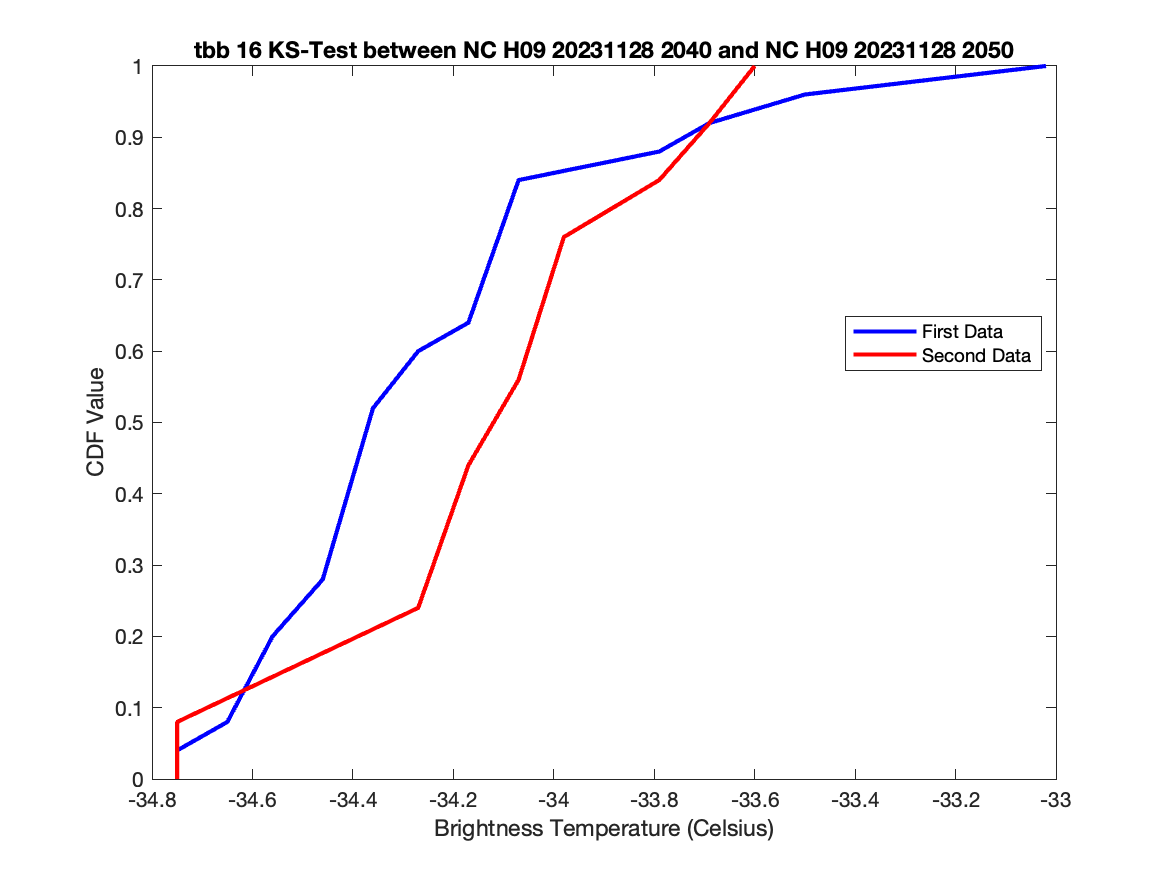 tbb 16 KS-Test between NC H09 20231128 2040 and NC H09 20231128 2050
1
0.9
0.8
0.7
0.6
0.5
0.4
0.3
0.2
0.1
0
CDF Value
First Data
Second Data
-34.8 -34.6 -34.4 -34.2 -34 -33.8 -33.6 -33.4 -33.2 -33
Brightness Temperature (Celsius)